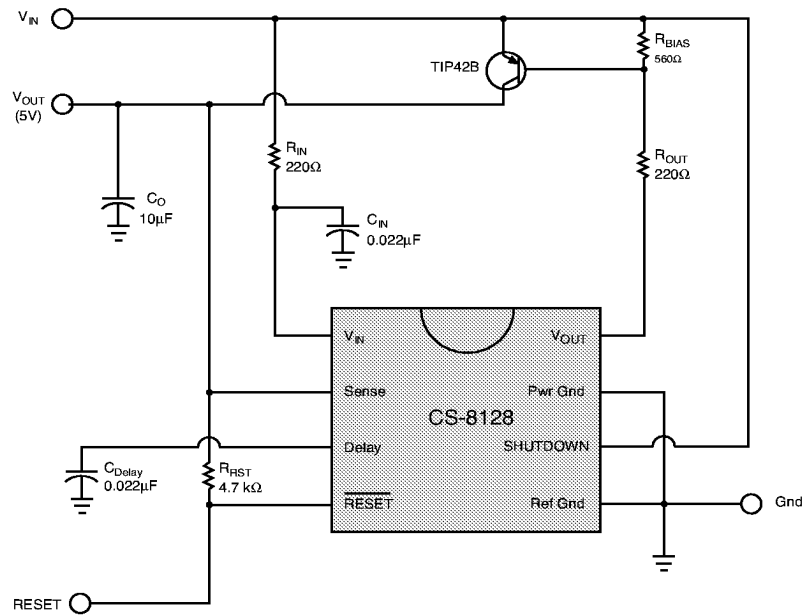 VIN
TIP42B
RBIAS
560Ω
VOUT
(5V)
RIN
220Ω
ROUT
220Ω
CO
10μF
CIN
0.022μF
VIN
VOUT
Sense
Pwr Gnd
CS-8128
Delay
SHUTDOWN
CDelay
0.022μF
RRST
4.7 kΩ
RESET
Ref Gnd
Gnd
RESET